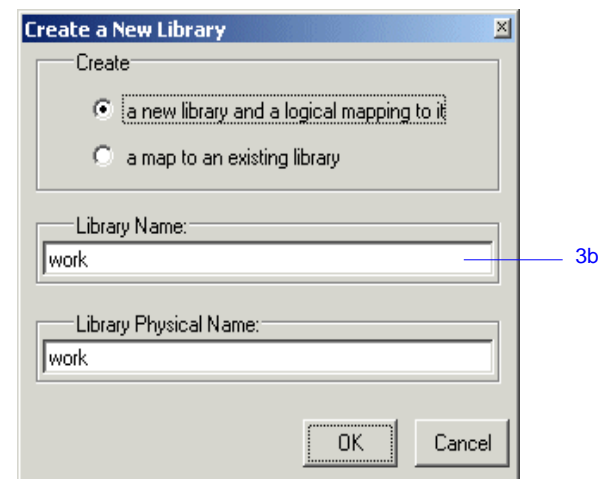 Create a New Library
Create
a new library and a logical mapping to it
a map to an existing library
Library Name:
work
3b
Library Physical Name:
work
OK Cancel